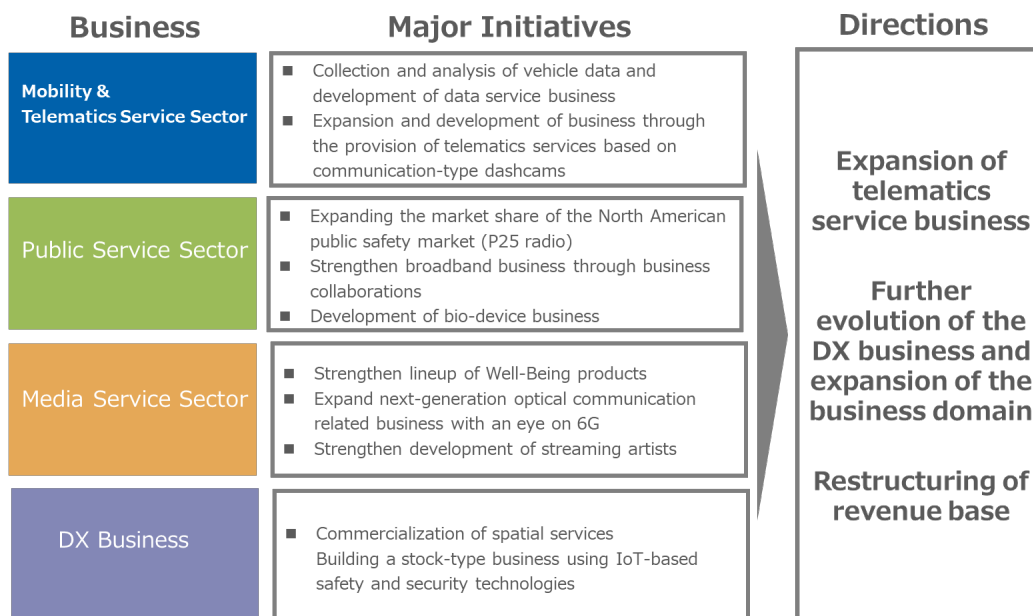 Business
Major Initiatives
Directions
Mobility &
Telematics Service Sector
■ Collection and analysis of vehicle data and
development of data service business
■ Expansion and development of business through
the provision of telematics services based on
communication-type dashcams
Public Service Sector
■ Expanding the market share of the North American
public safety market (P25 radio)
■ Strengthen broadband business through business
collaborations
■ Development of bio-device business
Media Service Sector
■ Strengthen lineup of Well-Being products
■ Expand next-generation optical communication
related business with an eye on 6G
■ Strengthen development of streaming artists
DX Business
■ Commercialization of spatial services
Building a stock-type business using IoT-based
safety and security technologies
Expansion of
telematics
service business
Further
evolution of the
DX business and
expansion of the
business domain
Restructuring of
revenue base